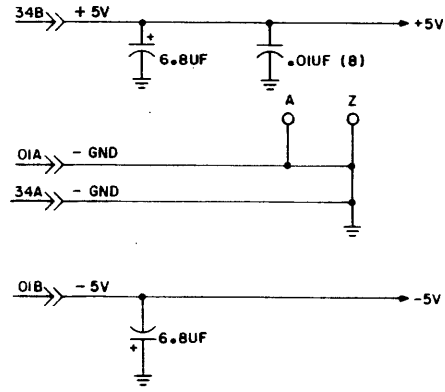 34B + 5V +5V
+
6.8UF .01UF (8)
A Z
01A - GND
34A - GND
01B - 5V -5V
6.8UF
+